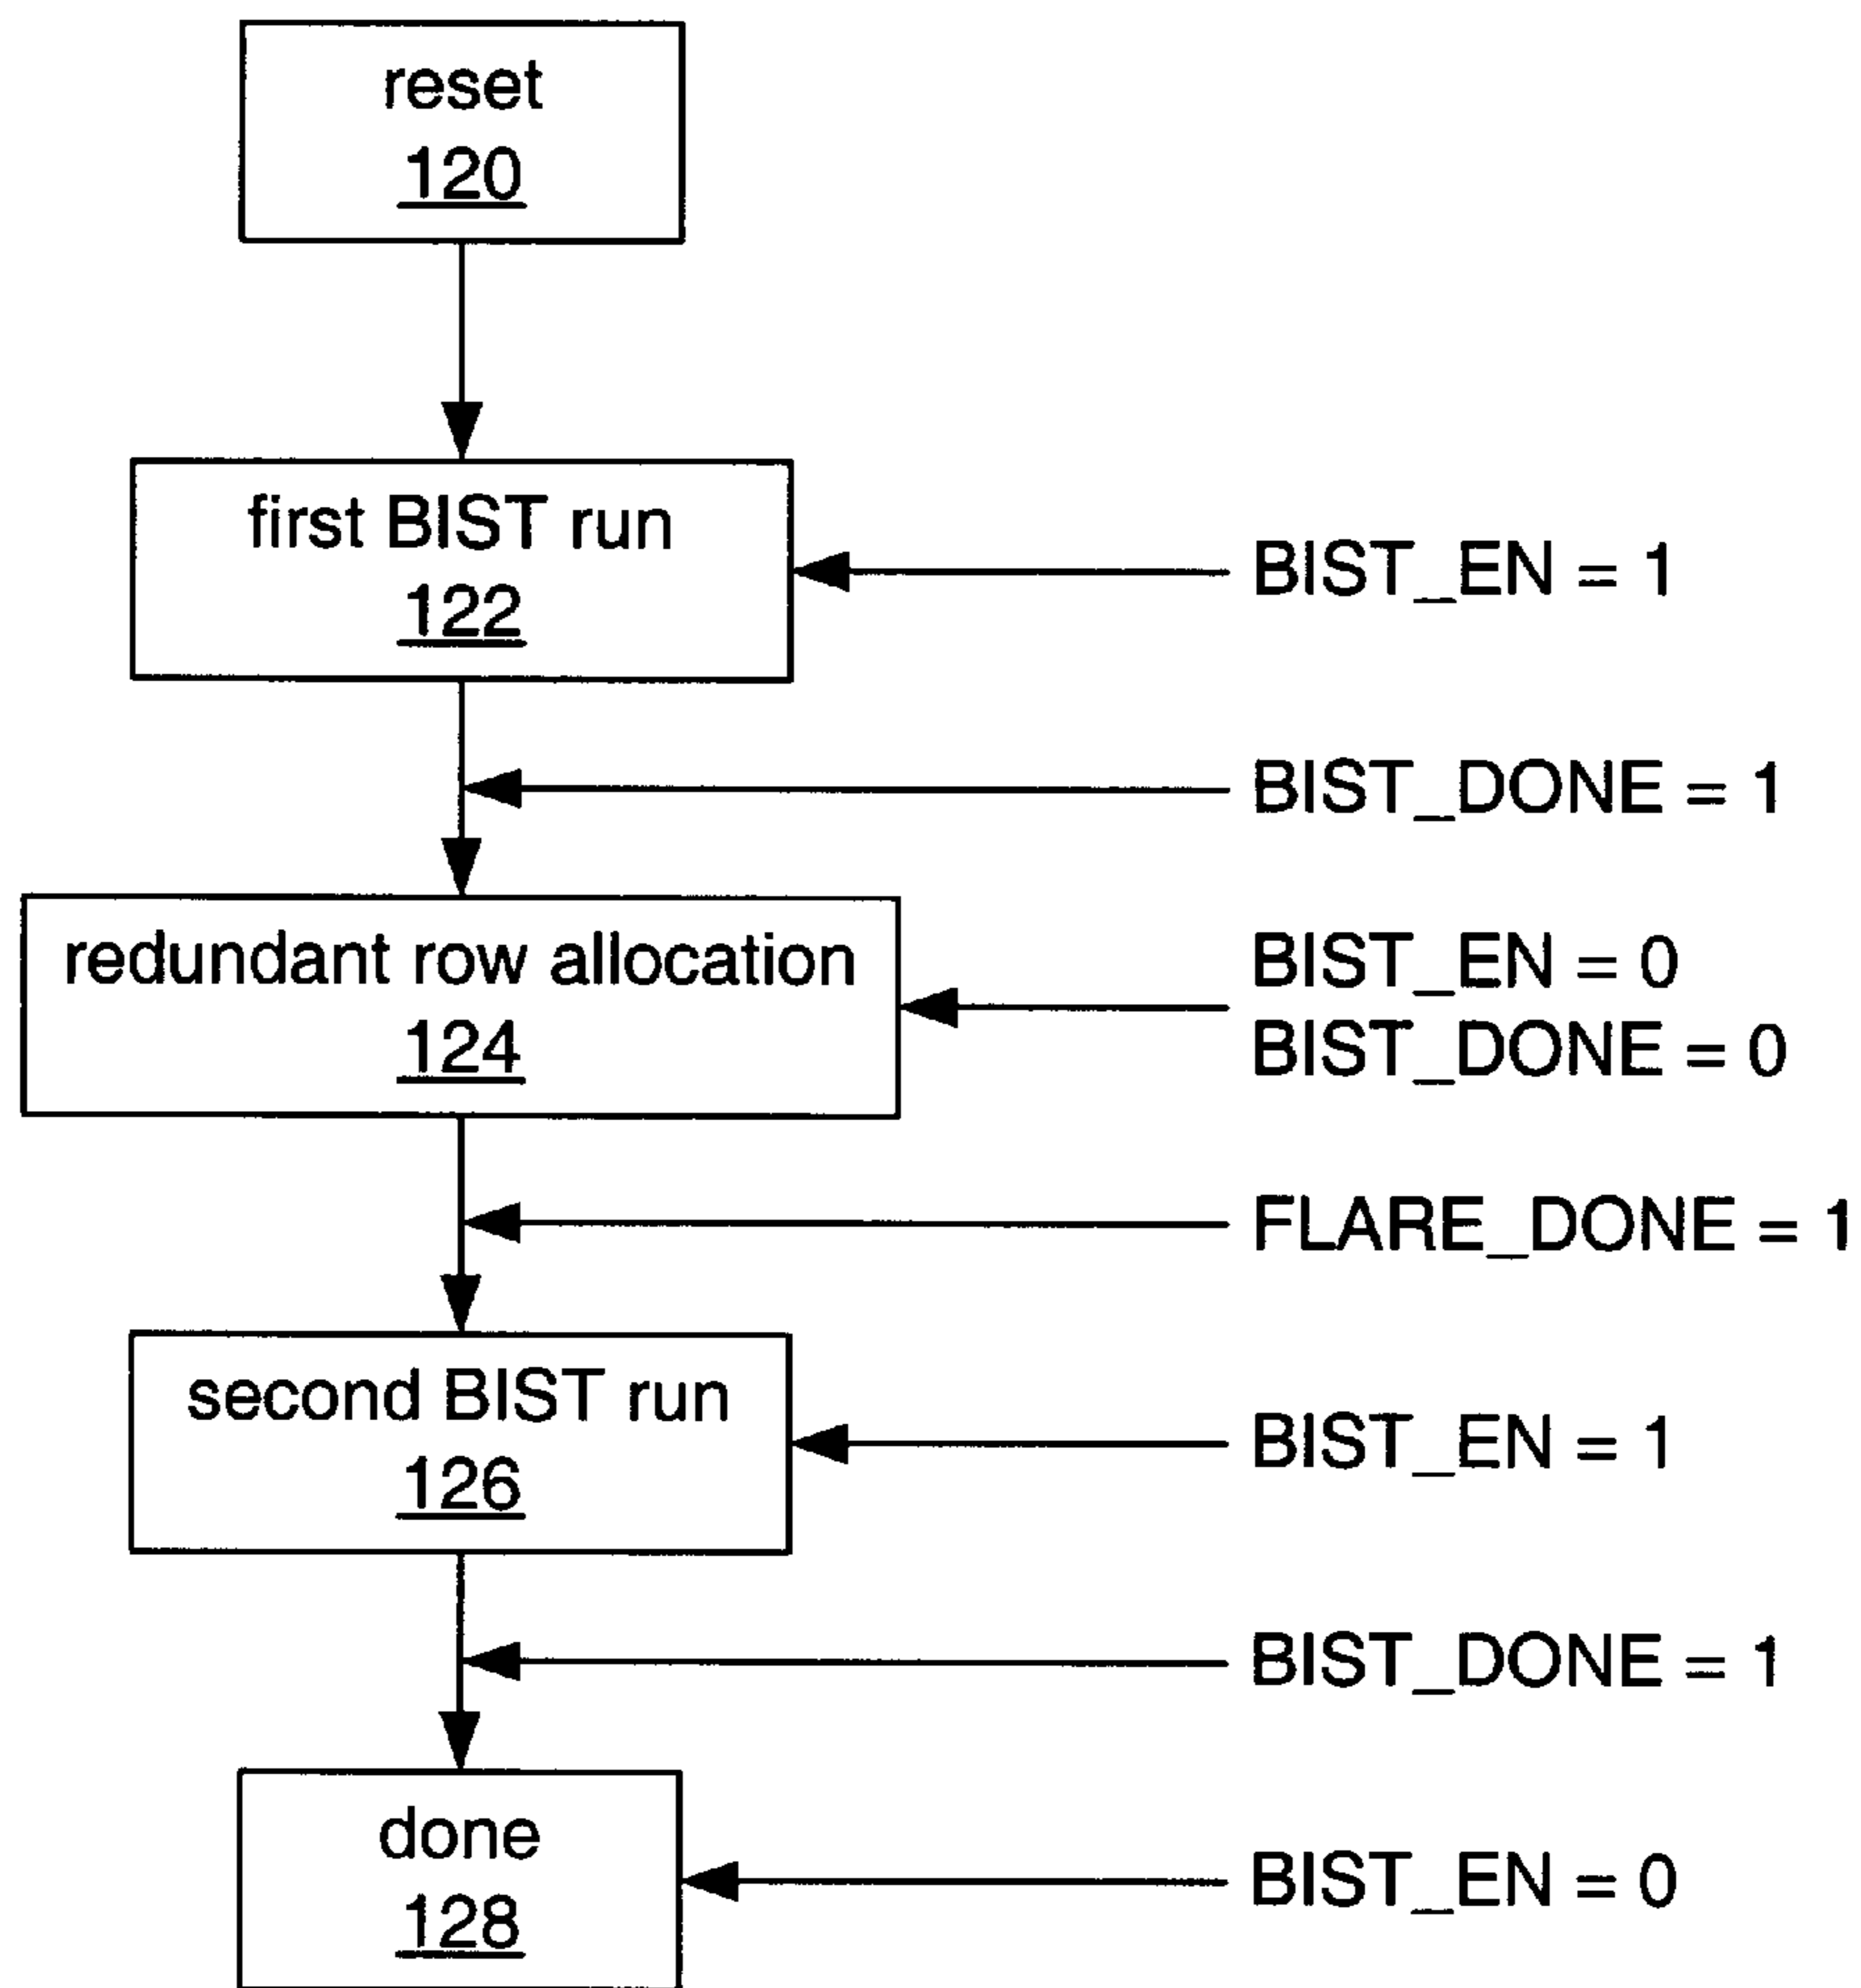 reset
120
first BIST run
122
BIST_EN = 1
BIST_DONE = 1
redundant row allocation
124
BIST_EN = 0
BIST_DONE = 0
FLARE_DONE = 1
second BIST run
126
BIST_EN = 1
BIST_DONE = 1
done
128
BIST_EN = 0